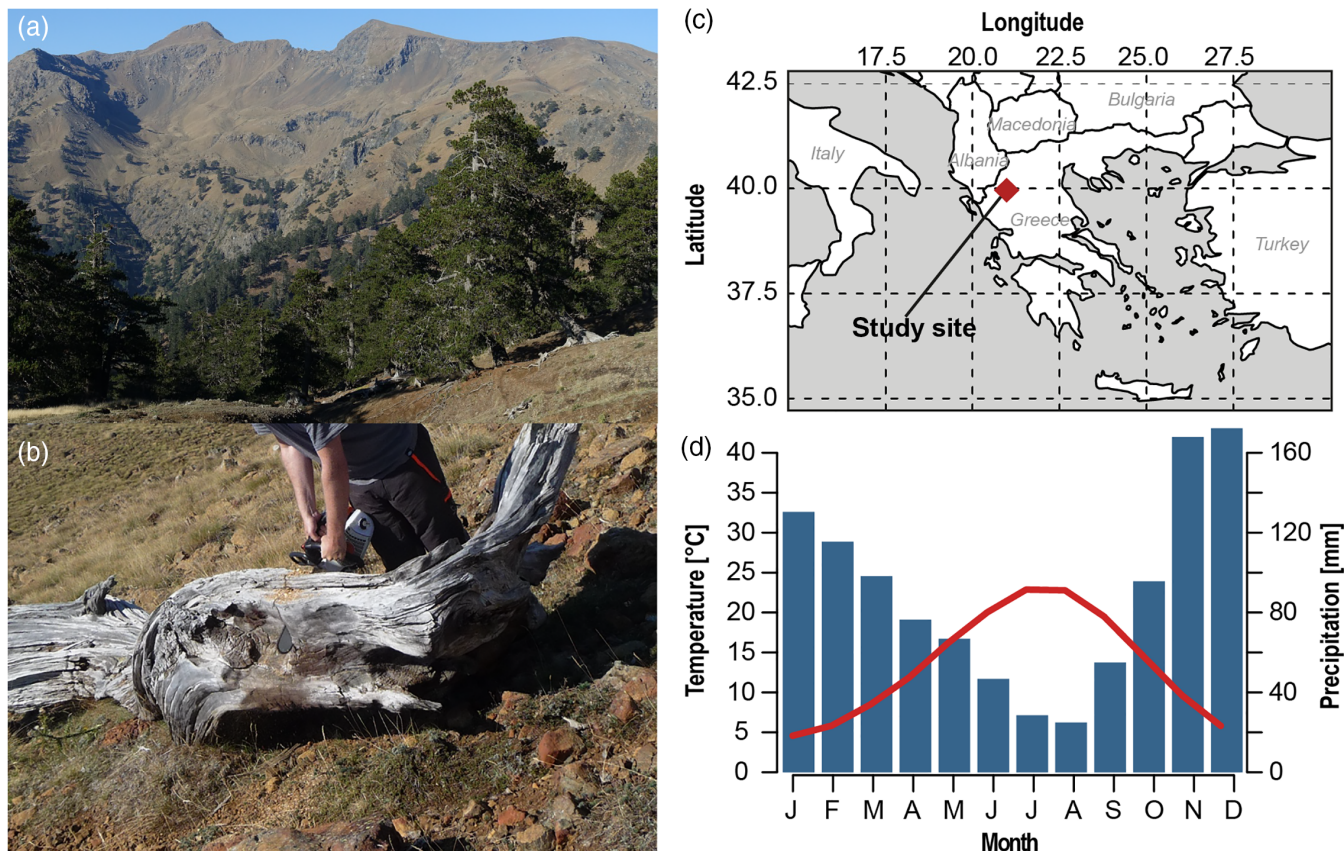 (a)
(b)
(c)
Longitude
17.5 20.0 22.5 25.0 27.5
Latitude
42.5
40.0
37.5
35.0
Bulgaria
Macedonia
Italy
Albania
Greece
Turkey
Study site
(d)
Temperature [°C]
40
35
30
25
20
15
10
5
0
Precipitation [mm]
160
120
80
40
0
J F M A M J J A S O N D
Month